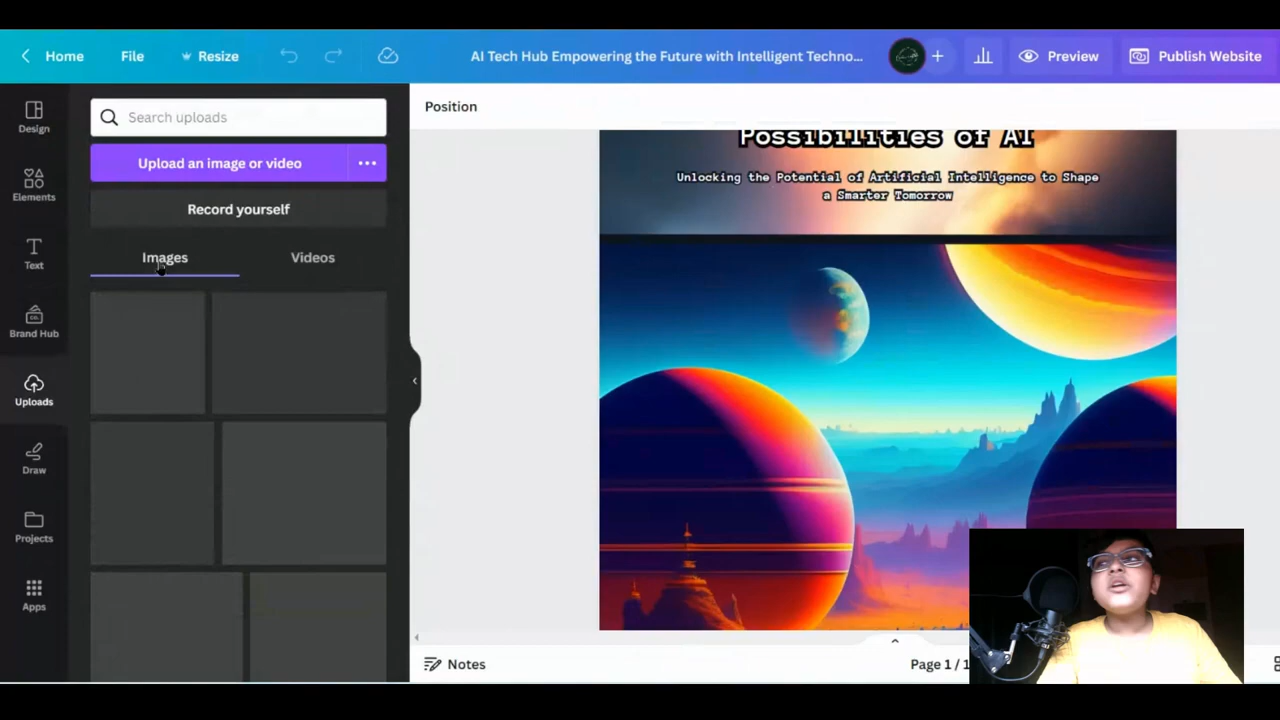 Home
File
Resize
AI Tech Hub Empowering the Future with Intelligent Techno...
+
Preview
Publish Website
Design
Elements
Text
Brand Hub
Uploads
Draw
Projects
Apps
Search uploads
Upload an image or video
Record yourself
Images
Videos
Position
Possibilities of AI
Unlocking the Potential of Artificial Intelligence to Shape
a Smarter Tomorrow
Notes
Page 1 / 1